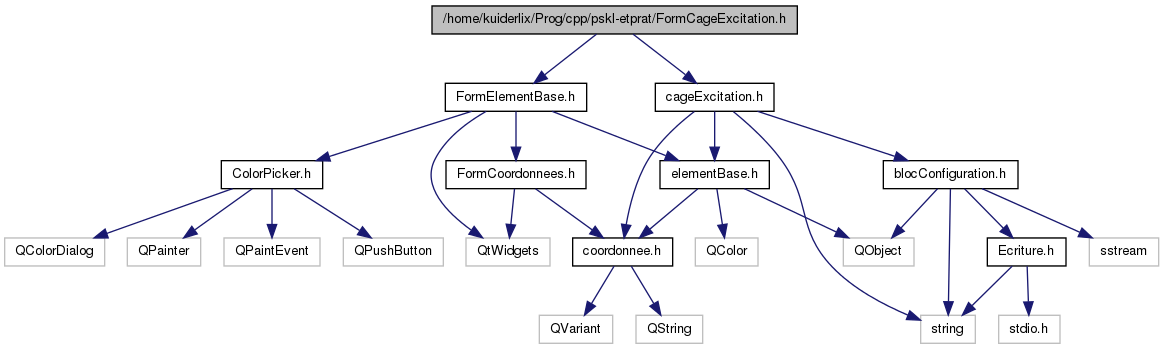 /home/kuiderlix/Prog/cpp/pskl-etprat/FormCageExcitation.h
FormElementBase.h
cageExcitation.h
ColorPicker.h
FormCoordonnees.h
elementBase.h
blocConfiguration.h
QColorDialog
QPainter
QPaintEvent
QPushButton
QtWidgets
coordonnee.h
QColor
QObject
Ecriture.h
sstream
QVariant
QString
string
stdio.h